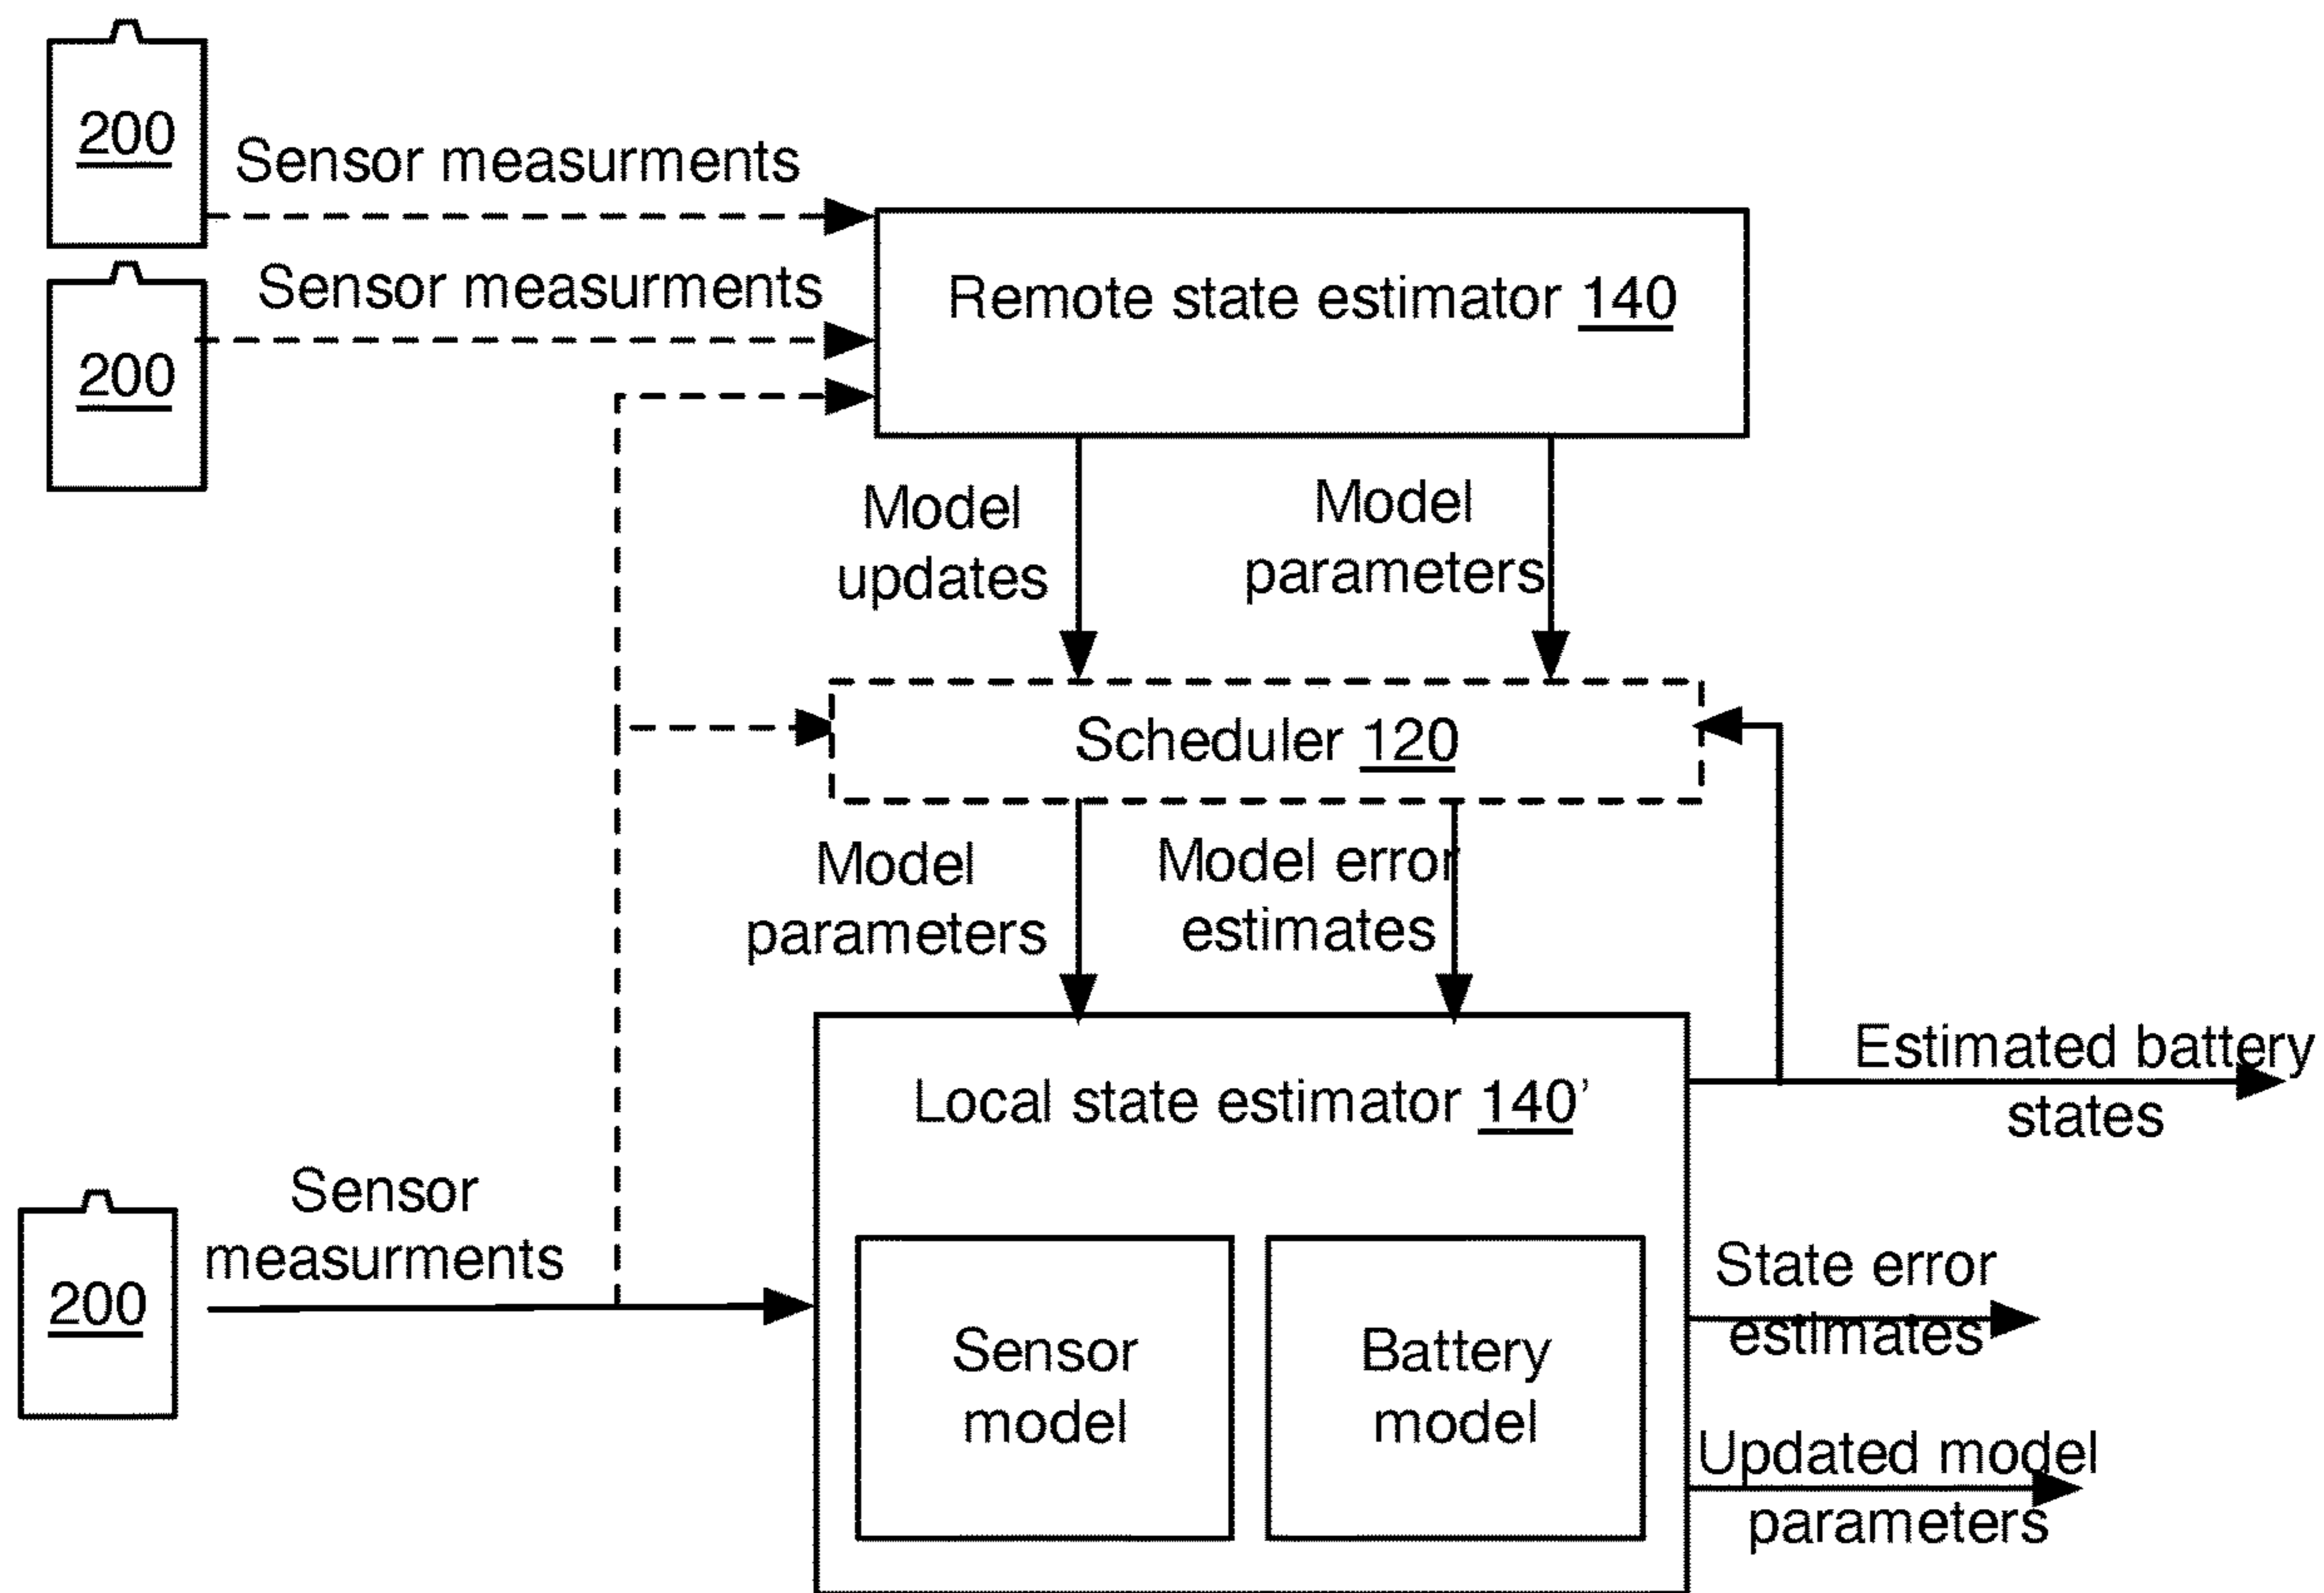 200
Sensor measurments
Sensor measurments
200
Remote state estimator 140
Model
updates
Model
parameters
Scheduler 120
Model
parameters
Model error
estimates
Local state estimator 140’
Estimated battery
states
Sensor
measurments
200
Sensor
model
Battery
model
State error
estimates
Updated model
parameters